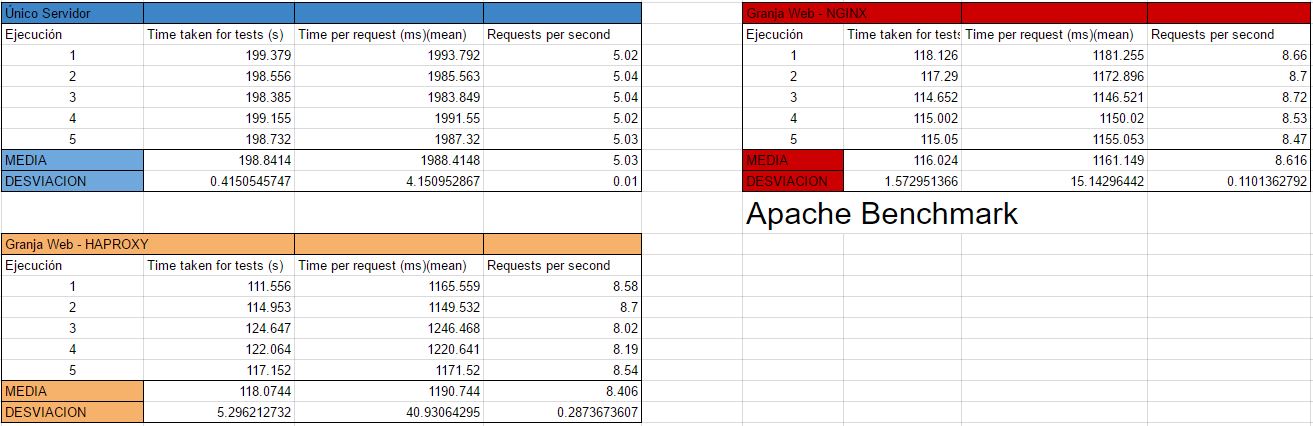 Único Servidor
Ejecución Time taken for tests (s) Time per request (ms)(mean) Requests per second
1 199.379 1993.792 5.02
2 198.556 1985.563 5.04
3 198.385 1983.849 5.04
4 199.155 1991.55 5.02
5 198.732 1987.32 5.03
MEDIA 198.8414 1988.4148 5.03
DESVIACION 0.4150545747 4.150952867 0.01
Granja Web - NGINX
Ejecución Time taken for tests Time per request (ms)(mean) Requests per second
1 118.126 1181.255 8.66
2 117.29 1172.896 8.7
3 114.652 1146.521 8.72
4 115.002 1150.02 8.53
5 115.05 1155.053 8.47
MEDIA 116.024 1161.149 8.616
DESVIACION 1.572951366 15.14296442 0.1101362792
Apache Benchmark
Granja Web - HAPROXY
Ejecución Time taken for tests (s) Time per request (ms)(mean) Requests per second
1 111.556 1165.559 8.58
2 114.953 1149.532 8.7
3 124.647 1246.468 8.02
4 122.064 1220.641 8.19
5 117.152 1171.52 8.54
MEDIA 118.0744 1190.744 8.406
DESVIACION 5.296212732 40.93064295 0.2873673607